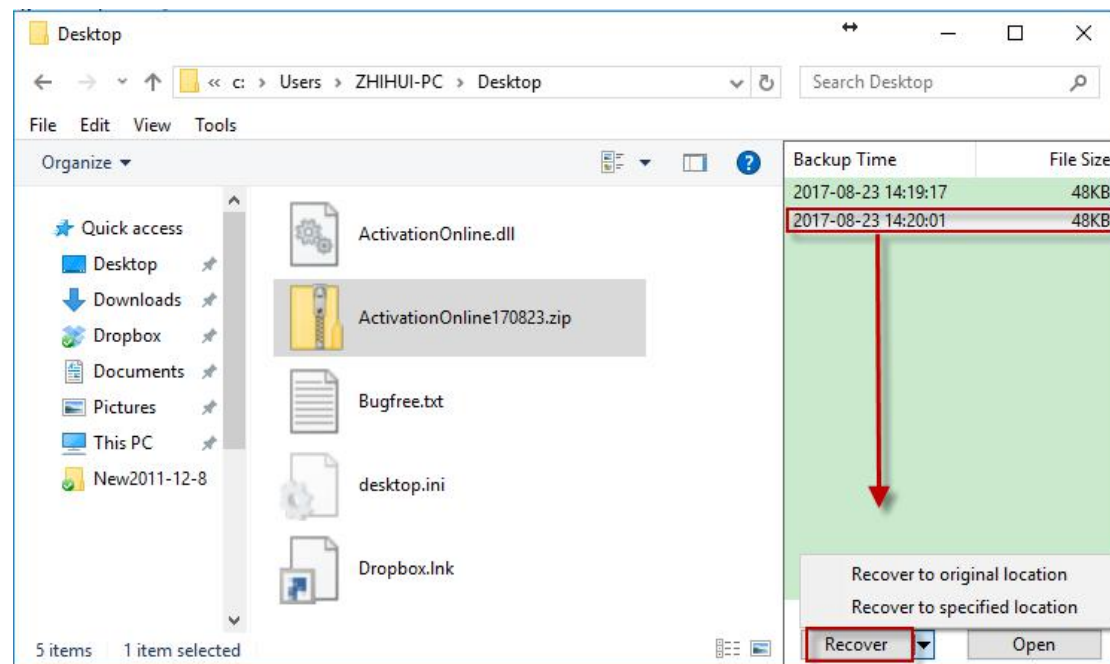 Desktop
« c: › Users › ZHIHUI-PC › Desktop
Search Desktop
File Edit View Tools
Organize
Backup Time File Size
2017-08-23 14:19:17 48KB
2017-08-23 14:20:01 48KB
Quick access
Desktop
Downloads
Dropbox
Documents
Pictures
This PC
New2011-12-8
ActivationOnline.dll
ActivationOnline170823.zip
Bugfree.txt
desktop.ini
Dropbox.lnk
Recover to original location
Recover to specified location
Recover Open
5 items 1 item selected